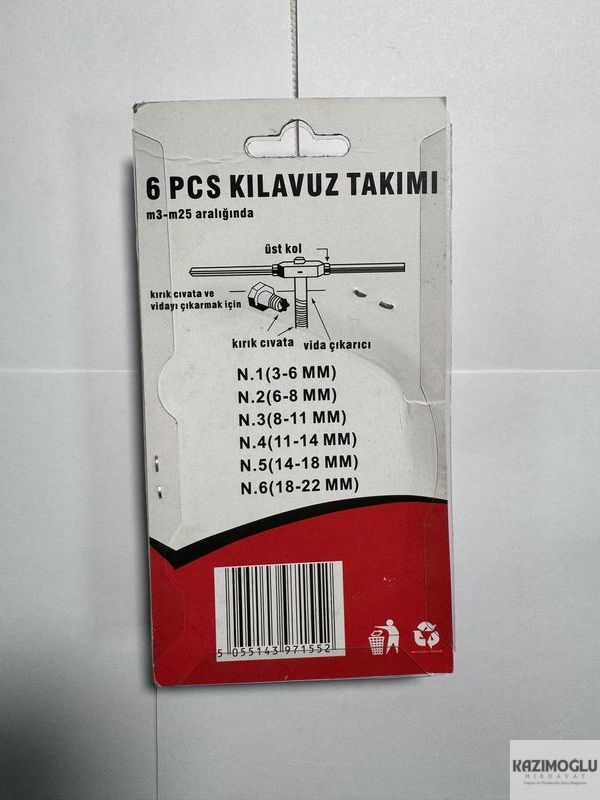 6 PCS KILAVUZ TAKIMI
m3-m25 aralığında
üst kol
kırık cıvata ve
vidayı çıkarmak için
kırık cıvata vida çıkarıcı
N.1(3-6 MM)
N.2(6-8 MM)
N.3(8-11 MM)
N.4(11-14 MM)
N.5(14-18 MM)
N.6(18-22 MM)
5 055143 971552
KAZIMOGLU
HIRDAVAT